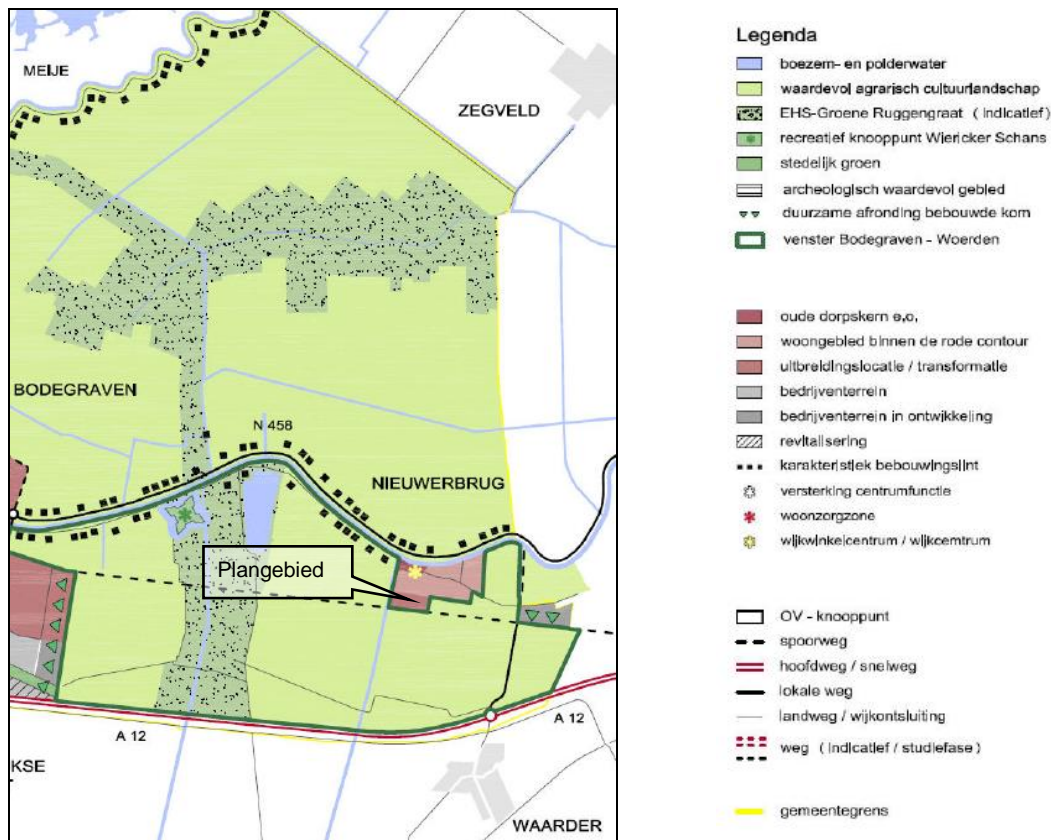 MEIJE
ZEGVELD
BODEGRAVEN
N 458
NIEUWERBRUG
Plangebied
A 12
A 12
KSE
WAARDER
Legenda
boezem- en polderwater
waardevol agrarisch cultuurlandschap
EHS-Groene Ruggengraat ( Indicatief)
recreatief knooppunt Wiericker Schans
stedelijk groen
archeologisch waardevol gebied
duurzame afronding bebouwde kom
venster Bodegraven - Woerden
oude dorpskern e.o.
woongebied binnen de rode contour
uitbreidingslocatie / transformatie
bedrijventerrein
bedrijventerrein in ontwikkeling
revitalisering
karakteristiek bebouwingslint
versterking centrumfunctie
woonzorgzone
wijkwinkelcentrum / wijkcemtrum
OV - knooppunt
spoorweg
hoofdweg / snelweg
lokale weg
landweg / wijkontsluiting
weg ( Indicatief / studiefase )
gemeentegrens